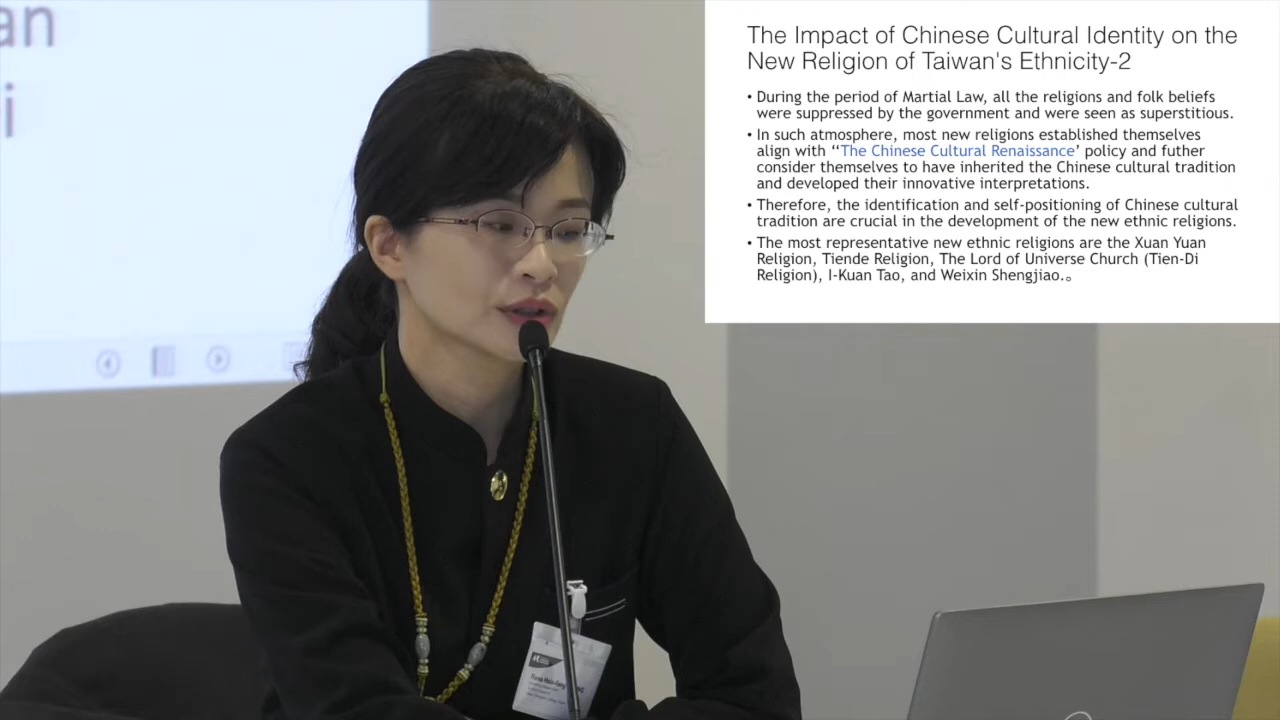 an
i
The Impact of Chinese Cultural Identity on the
New Religion of Taiwan's Ethnicity-2
• During the period of Martial Law, all the religions and folk beliefs
were suppressed by the government and were seen as superstitious.
• In such atmosphere, most new religions established themselves
align with ‘‘The Chinese Cultural Renaissance’ policy and futher
consider themselves to have inherited the Chinese cultural tradition
and developed their innovative interpretations.
• Therefore, the identification and self-positioning of Chinese cultural
tradition are crucial in the development of the new ethnic religions.
• The most representative new ethnic religions are the Xuan Yuan
Religion, Tiende Religion, The Lord of Universe Church (Tien-Di
Religion), I-Kuan Tao, and Weixin Shengjiao.。